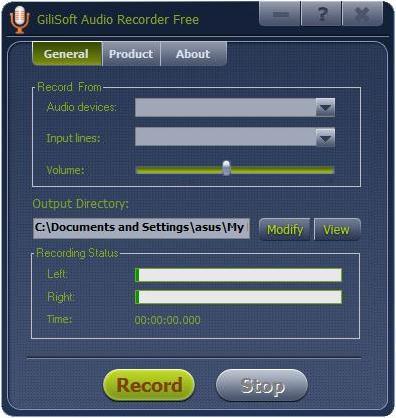 GiliSoft Audio Recorder Free
?
General Product About
Record From
Audio devices:
Input lines:
Volume:
Output Directory:
C:\Documents and Settings\asus\My
Modify View
Recording Status
Left:
Right:
Time: 00:00:00.000
Record Stop